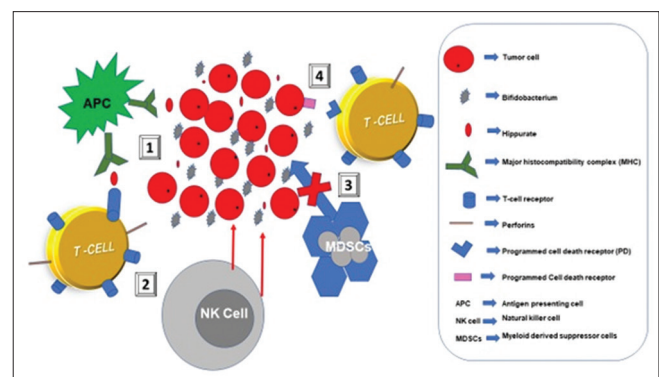 APC
1
T -CELL
2
NK Cell
3
MDSCs
4
T -CELL
Tumor cell
Bifidobacterium
Hippurate
Major histocompatibility complex (MHC)
T-cell receptor
Perforins
Programmed cell death receptor (PD)
Programmed Cell death receptor
APC Antigen presenting cell
NK cell Natural killer cell
MDSCs Myeloid derived suppressor cells